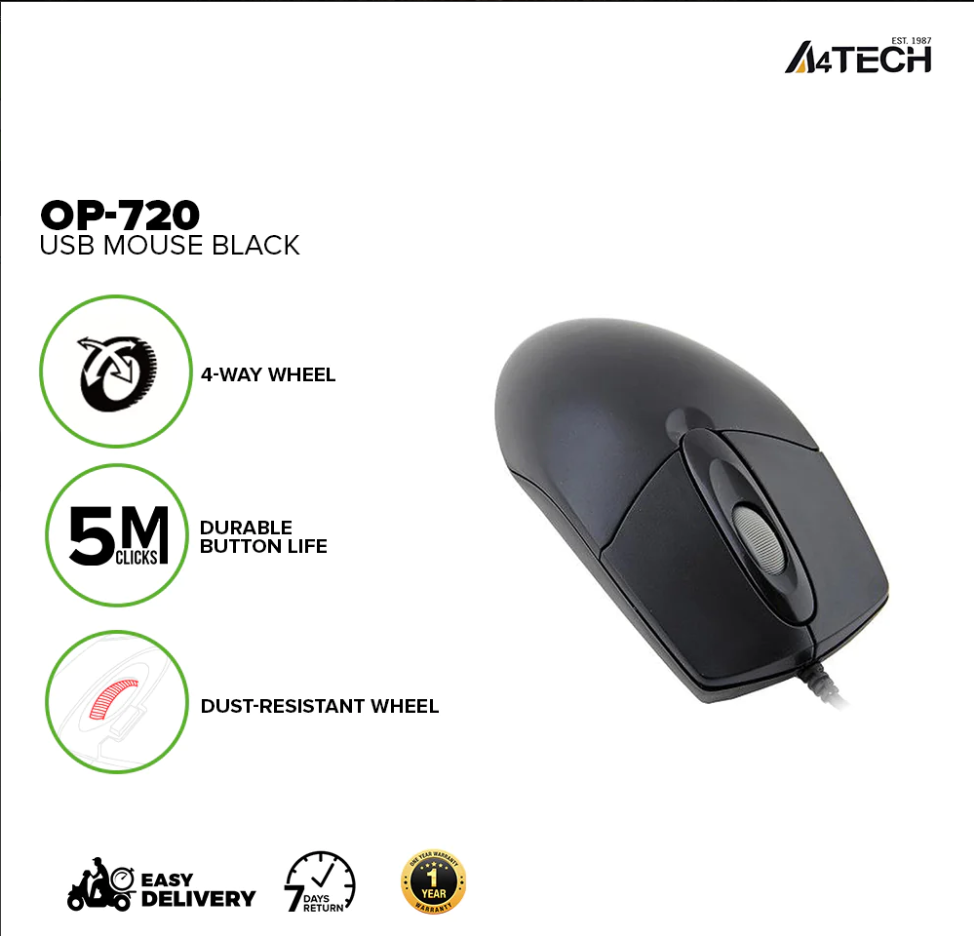 EST. 1987
A4TECH
OP-720
USB MOUSE BLACK
4-WAY WHEEL
5M
CLICKS
DURABLE
BUTTON LIFE
DUST-RESISTANT WHEEL
EASY
DELIVERY
7 DAYS
RETURN
ONE YEAR WARRANTY
1
YEAR
WARRANTY